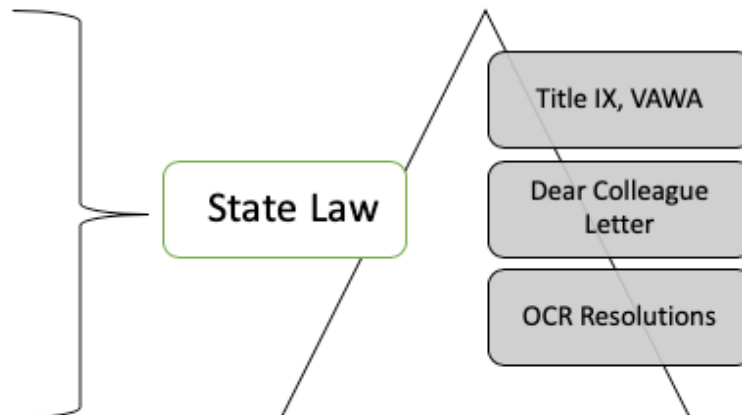 State Law
Title IX, VAWA
Dear Colleague
Letter
OCR Resolutions